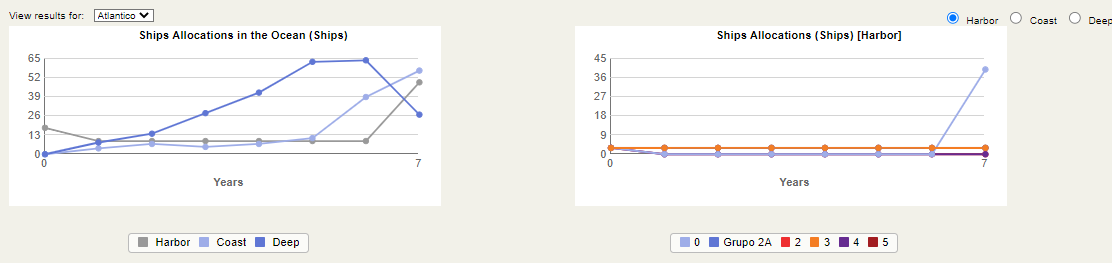 View results for: Atlantico
Harbor Coast Deep
Ships Allocations in the Ocean (Ships)
65
52
39
26
13
0
0 7
Years
Harbor Coast Deep
Ships Allocations (Ships) [Harbor]
45
36
27
18
9
0
0 7
Years
0 Grupo 2A 2 3 4 5